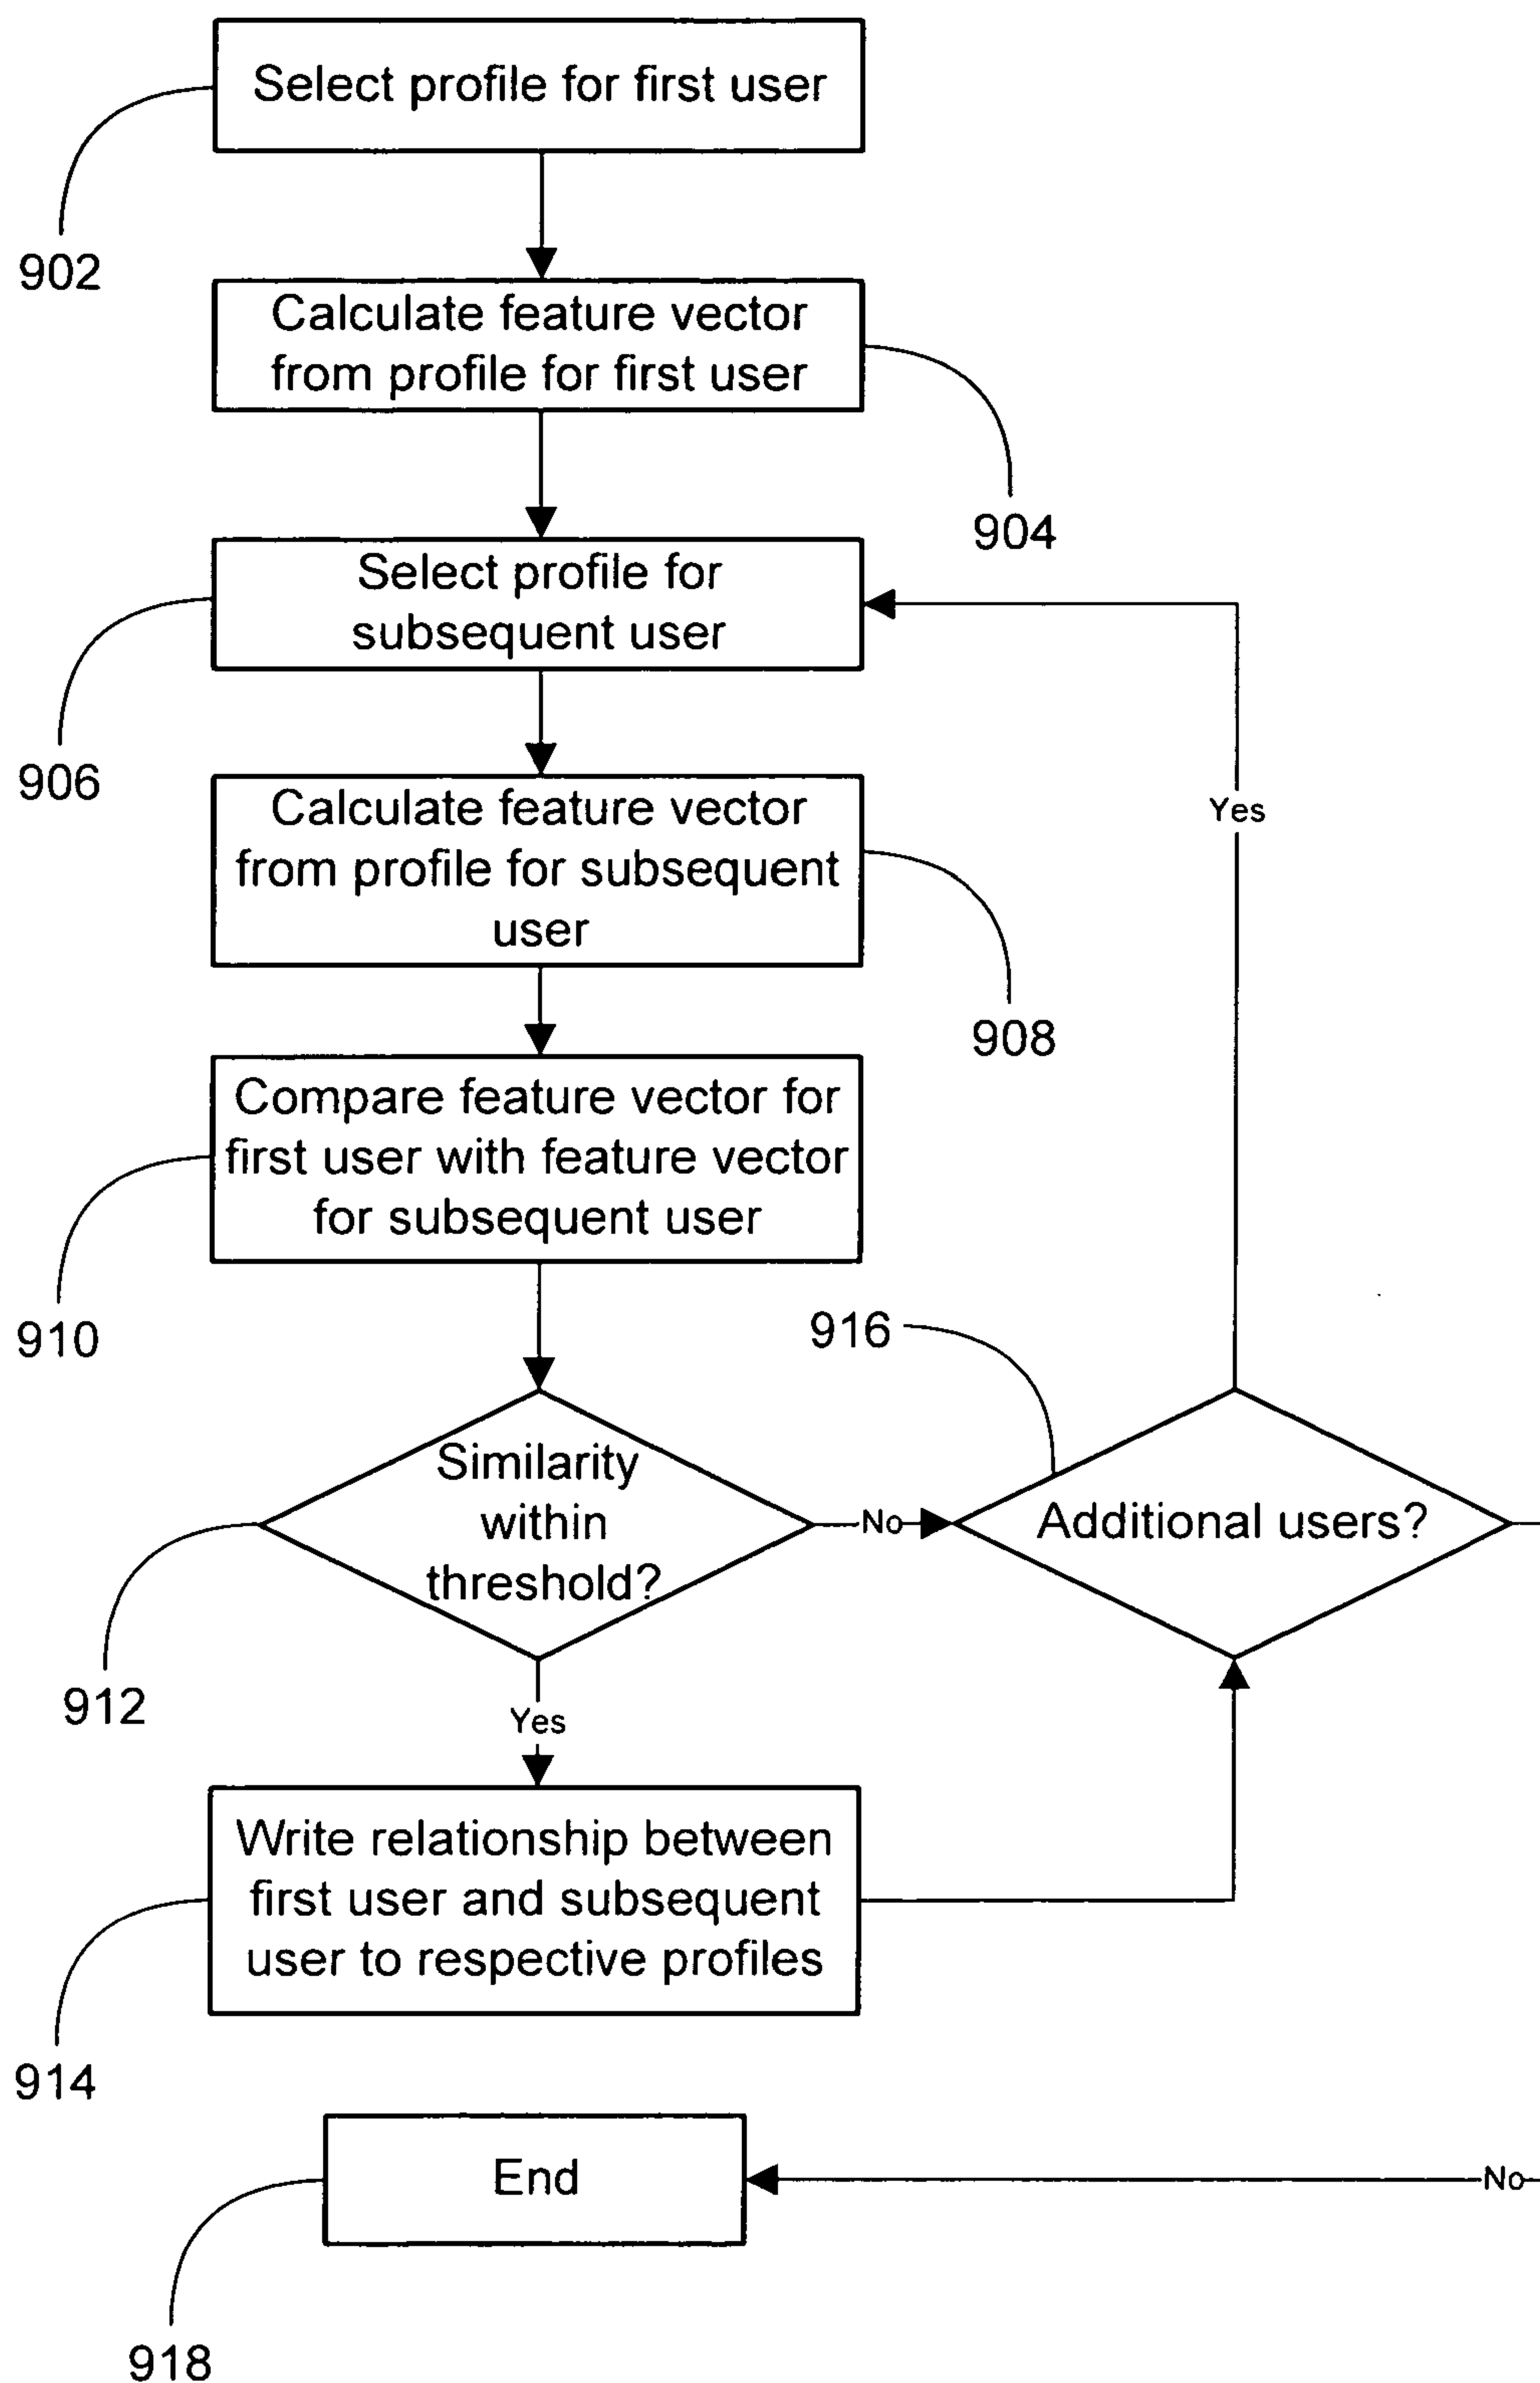 Select profile for first user
902
Calculate feature vector
from profile for first user
904
Select profile for
subsequent user
906
Calculate feature vector
from profile for subsequent
user
Yes
908
Compare feature vector for
first user with feature vector
for subsequent user
910
916
Similarity
within
threshold?
No
Additional users?
912
Yes
Write relationship between
first user and subsequent
user to respective profiles
914
End
No
918